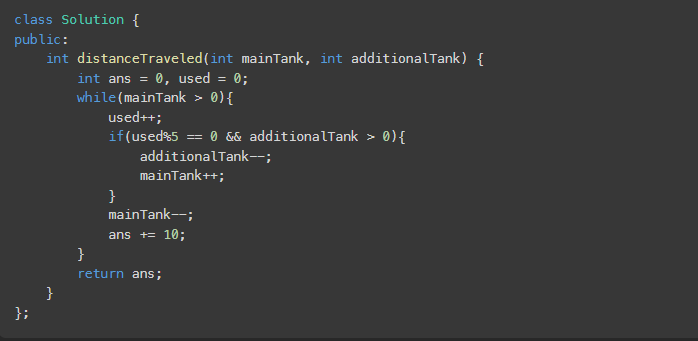 class Solution {
public:
    int distanceTraveled(int mainTank, int additionalTank) {
        int ans = 0, used = 0;
        while(mainTank > 0){
            used++;
            if(used%5 == 0 && additionalTank > 0){
                additionalTank--;
                mainTank++;
            }
            mainTank--;
            ans += 10;
        }
        return ans;
    }
};